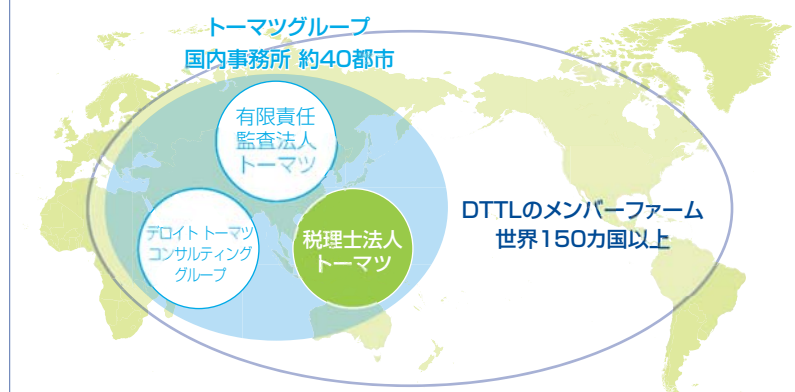 トーマツグループ
国内事務所 約40都市
有限責任
監査法人
トーマツ
デロイト トーマツ
コンサルティング
グループ
税理士法人
トーマツ
DTTLのメンバーファーム
世界150カ国以上